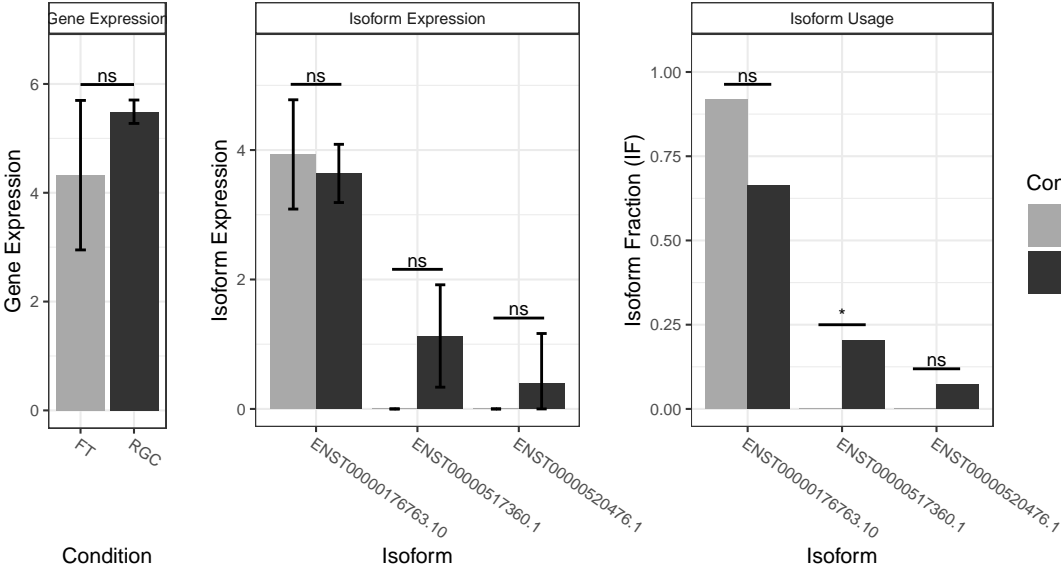 Gene Expression
Isoform Expression
Isoform Usage
Gene Expression
0
2
4
6
ns
FT
RGC
Condition
Isoform Expression
0
2
4
ns
ns
ns
ENST00000176763.10
ENST00000517360.1
ENST00000520476.1
Isoform
Isoform Fraction (IF)
0.00
0.25
0.50
0.75
1.00
ns
*
ns
ENST00000176763.10
ENST00000517360.1
ENST00000520476.1
Isoform